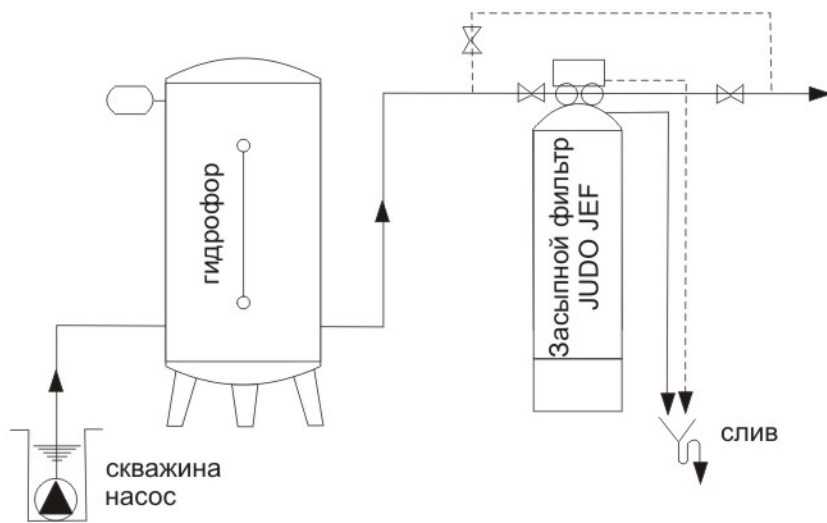 гидрофор
Засыпной фильтр
JUDO JEF
скважина
насос
слив